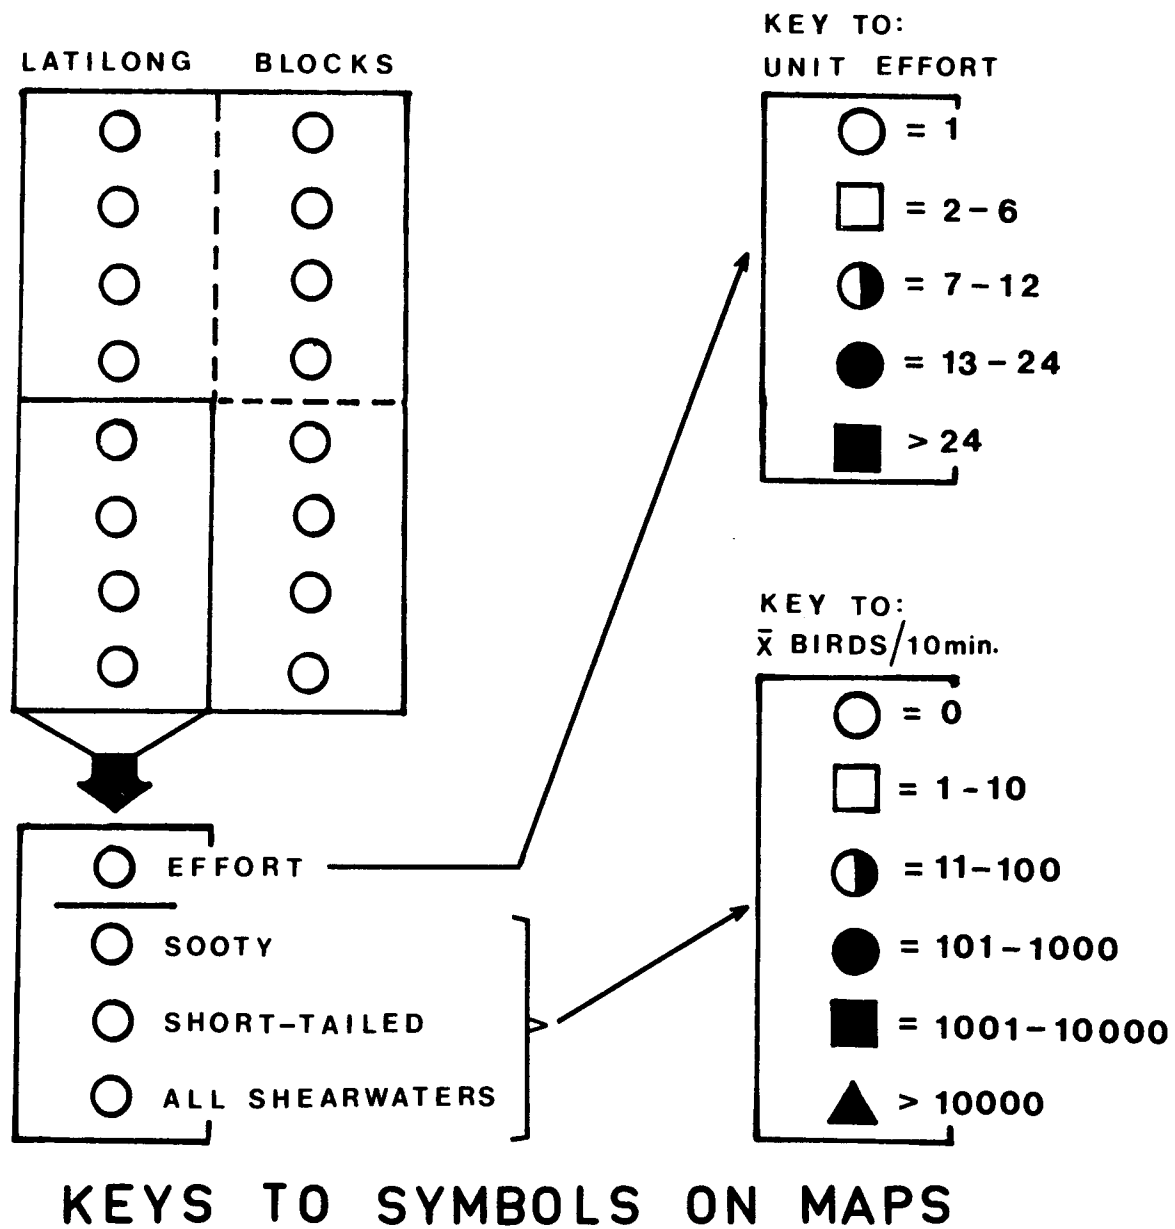 LATILONG BLOCKS
EFFORT
SOOTY
SHORT-TAILED
ALL SHEARWATERS
KEY TO:
UNIT EFFORT
= 1
= 2-6
= 7-12
= 13-24
> 24
KEY TO:
x̄ BIRDS/10min.
= 0
= 1-10
= 11-100
= 101-1000
= 1001-10000
> 10000
KEYS TO SYMBOLS ON MAPS